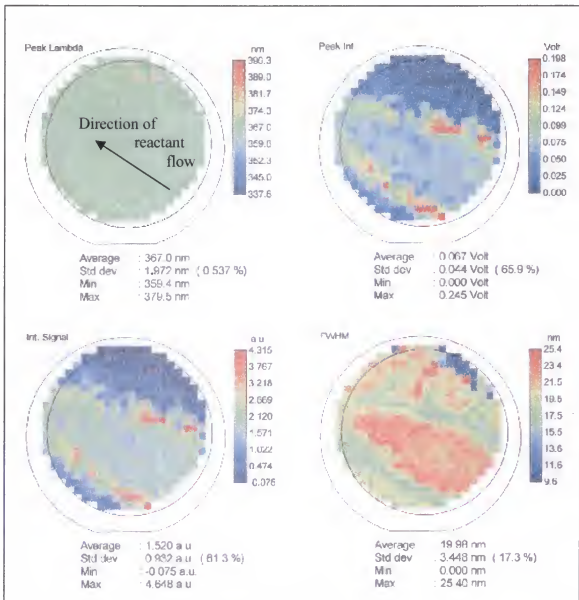 Peak Lambda
nm
390.3
389.0
381.7
374.3
367.0
359.6
352.3
345.0
337.6
Direction of
reactant
flow
Average : 367.0 nm
Std dev : 1.972 nm ( 0.537 %)
Min : 359.4 nm
Max : 379.5 nm
Peak Int
Volt
0.198
0.174
0.149
0.124
0.099
0.075
0.050
0.025
0.000
Average : 0.067 Volt
Std dev : 0.044 Volt ( 65.9 %)
Min : 0.000 Volt
Max : 0.245 Volt
Int. Signal
a.u
4.315
3.767
3.218
2.669
2.120
1.571
1.022
0.474
-0.075
Average : 1.520 a.u
Std dev : 0.932 a.u ( 61.3 %)
Min : -0.075 a.u.
Max : 4.648 a.u
FWHM
nm
25.4
23.4
21.5
19.5
17.5
15.5
13.5
11.6
9.6
Average : 19.98 nm
Std dev : 3.448 nm ( 17.3 %)
Min : 0.000 nm
Max : 25.40 nm